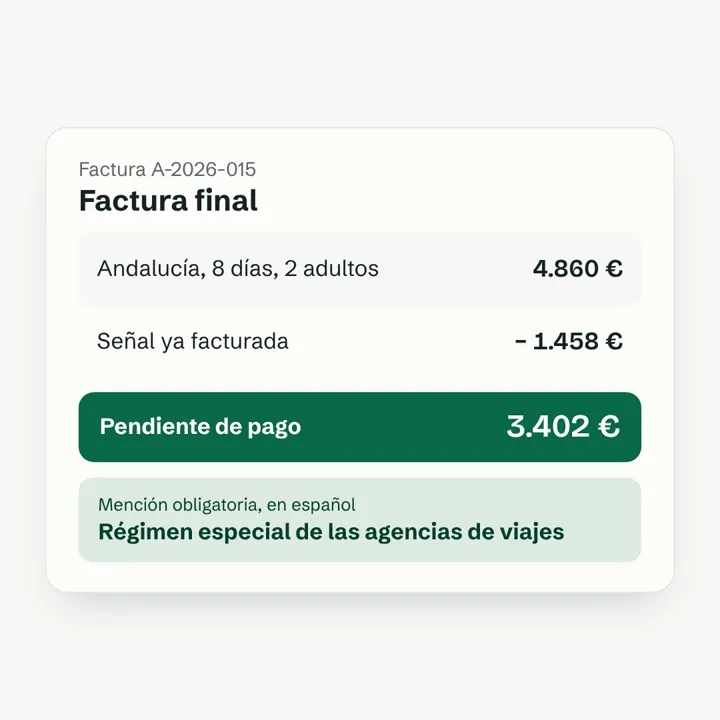 Factura A-2026-015
Factura final
Andalucía, 8 días, 2 adultos 4.860 €
Señal ya facturada - 1.458 €
Pendiente de pago 3.402 €
Mención obligatoria, en español
Régimen especial de las agencias de viajes